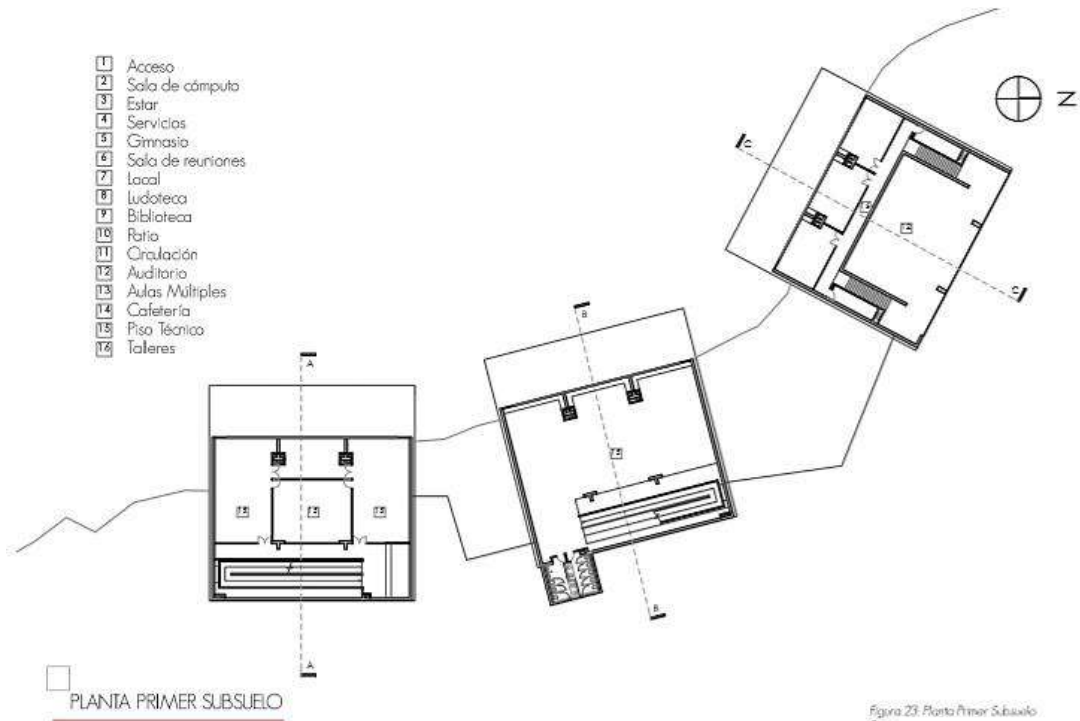 1 Acceso
2 Sala de cómputo
3 Estar
4 Servicios
5 Gimnasio
6 Sala de reuniones
7 Local
8 Ludoteca
9 Biblioteca
10 Patio
11 Circulación
12 Auditorio
13 Aulas Múltiples
14 Cafetería
15 Piso Técnico
16 Talleres
N
C
C
B
B
A
A
15
PLANTA PRIMER SUBSUELO
Figura 23: Planta Primer Subsuelo